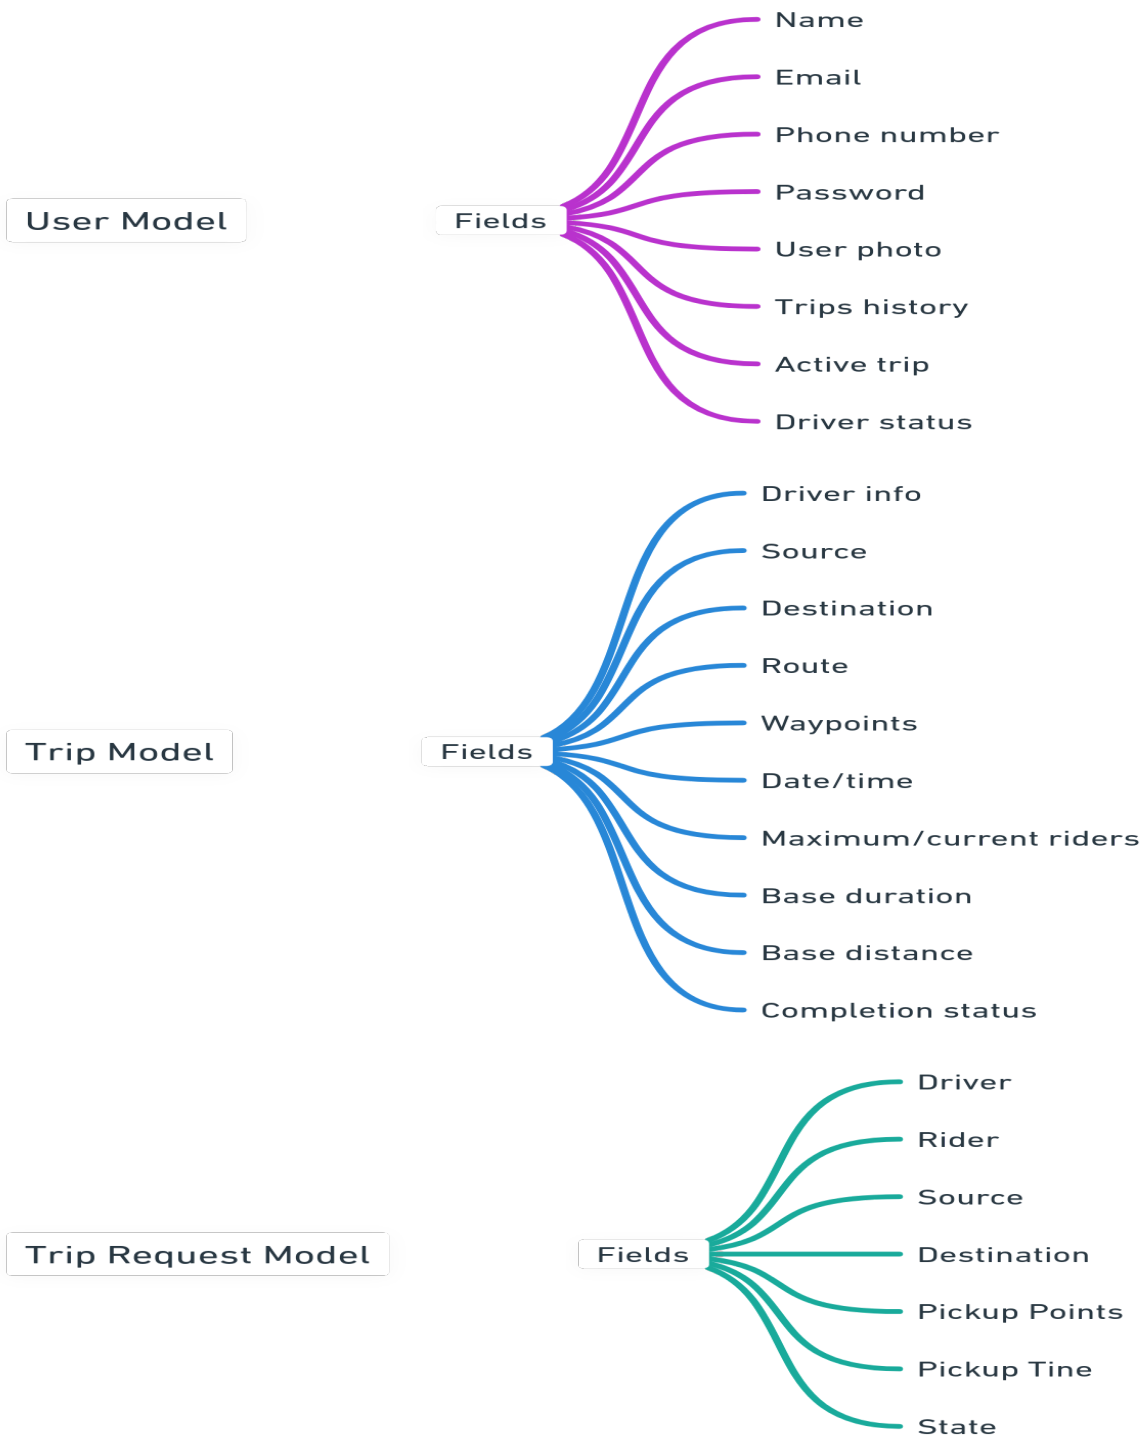 User Model
Fields
Name
Email
Phone number
Password
User photo
Trips history
Active trip
Driver status
Trip Model
Fields
Driver info
Source
Destination
Route
Waypoints
Date/time
Maximum/current riders
Base duration
Base distance
Completion status
Trip Request Model
Fields
Driver
Rider
Source
Destination
Pickup Points
Pickup Tine
State